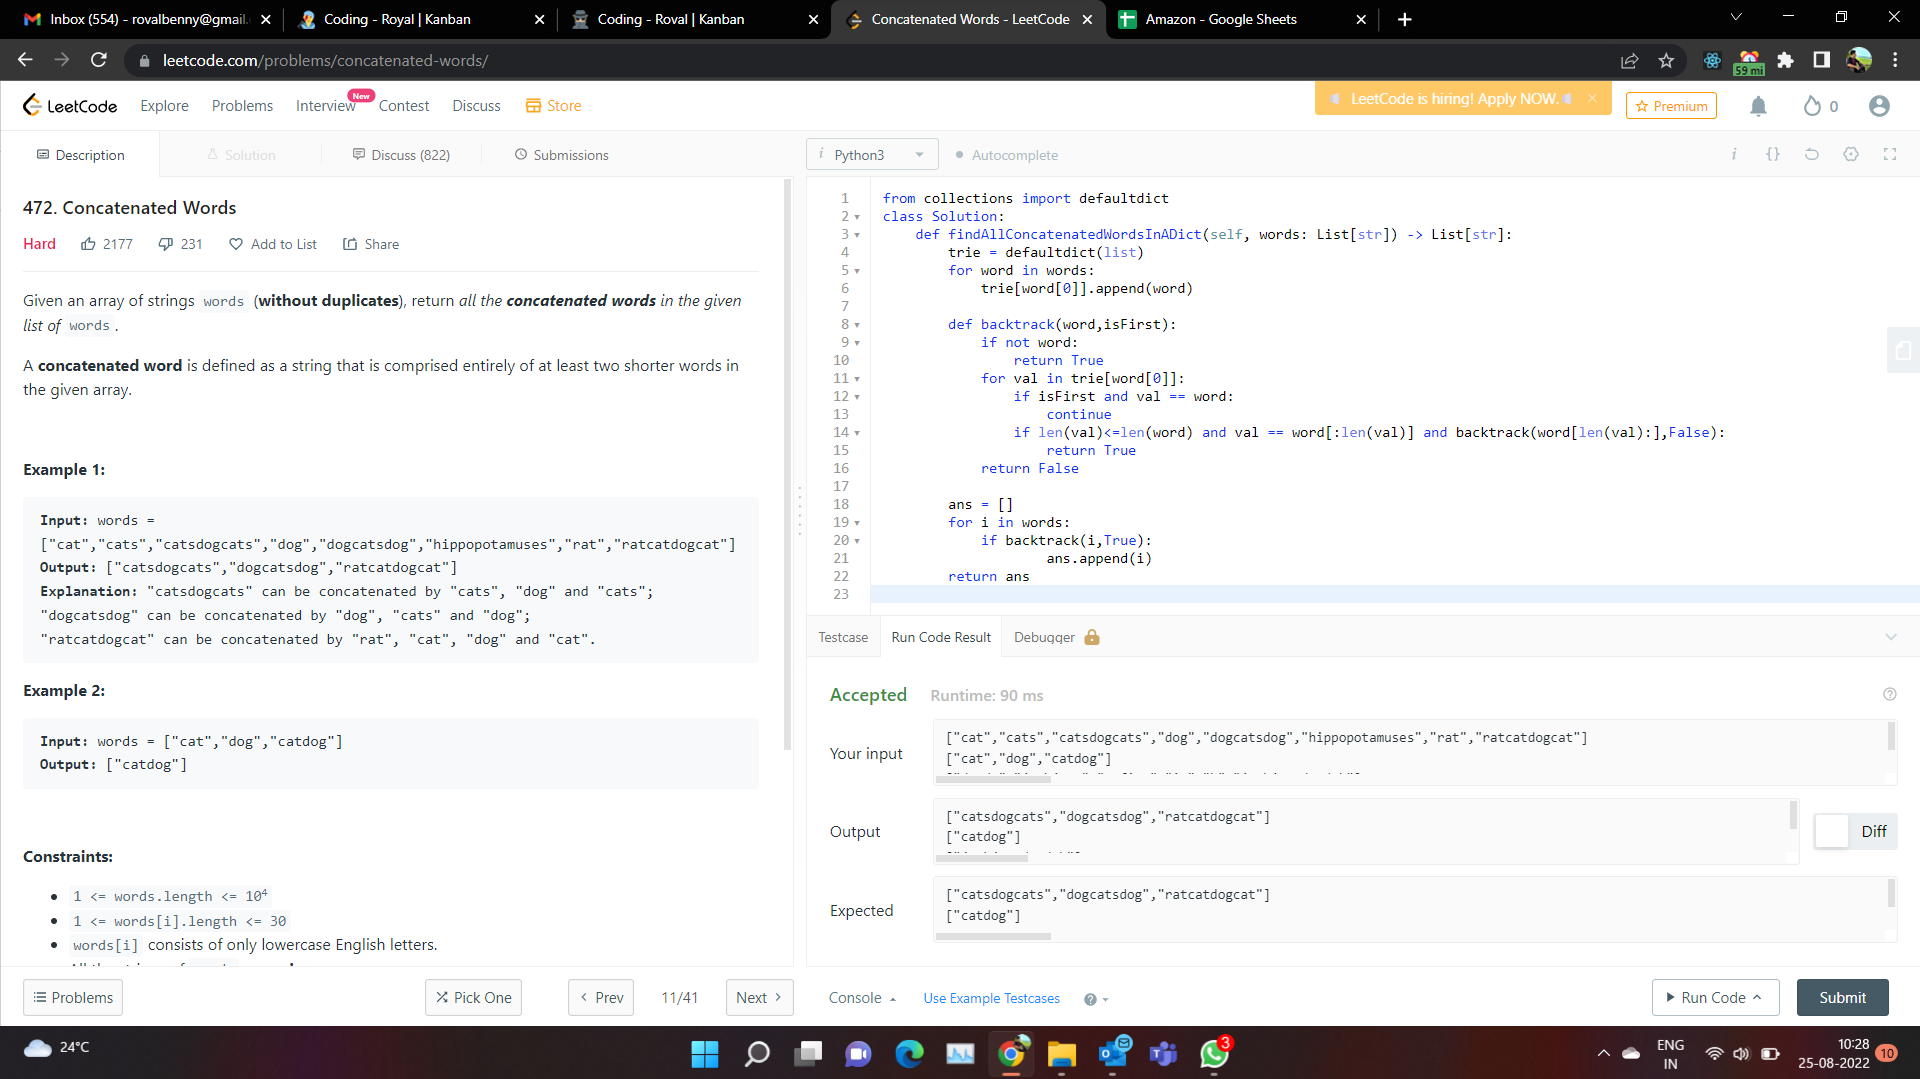 Inbox (554) - rovalbenny@gmail.
Coding - Royal | Kanban
Coding - Roval | Kanban
Concatenated Words - LeetCode
Amazon - Google Sheets
leetcode.com/problems/concatenated-words/
59 mi
LeetCode
Explore
Problems
Interview
New
Contest
Discuss
Store
LeetCode is hiring! Apply NOW.
Premium
0
Description
Solution
Discuss (822)
Submissions
i Python3
Autocomplete
i {}
472. Concatenated Words
Hard 2177 231 Add to List Share
Given an array of strings words (without duplicates), return all the concatenated words in the given
list of words .
A concatenated word is defined as a string that is comprised entirely of at least two shorter words in
the given array.
Example 1:
Input: words =
["cat","cats","catsdogcats","dog","dogcatsdog","hippopotamuses","rat","ratcatdogcat"]
Output: ["catsdogcats","dogcatsdog","ratcatdogcat"]
Explanation: "catsdogcats" can be concatenated by "cats", "dog" and "cats";
"dogcatsdog" can be concatenated by "dog", "cats" and "dog";
"ratcatdogcat" can be concatenated by "rat", "cat", "dog" and "cat".
Example 2:
Input: words = ["cat","dog","catdog"]
Output: ["catdog"]
Constraints:
1 <= words.length <= 10⁴
1 <= words[i].length <= 30
words[i] consists of only lowercase English letters.
Problems
Pick One
Prev
11/41
Next
1 from collections import defaultdict
2 class Solution:
3 def findAllConcatenatedWordsInADict(self, words: List[str]) -> List[str]:
4 trie = defaultdict(list)
5 for word in words:
6 trie[word[0]].append(word)
7
8 def backtrack(word,isFirst):
9 if not word:
10 return True
11 for val in trie[word[0]]:
12 if isFirst and val == word:
13 continue
14 if len(val)<=len(word) and val == word[:len(val)] and backtrack(word[len(val):],False):
15 return True
16 return False
17
18 ans = []
19 for i in words:
20 if backtrack(i,True):
21 ans.append(i)
22 return ans
23
Testcase
Run Code Result
Debugger
Accepted Runtime: 90 ms
Your input
["cat","cats","catsdogcats","dog","dogcatsdog","hippopotamuses","rat","ratcatdogcat"]
["cat","dog","catdog"]
Output
["catsdogcats","dogcatsdog","ratcatdogcat"]
["catdog"]
Diff
Expected
["catsdogcats","dogcatsdog","ratcatdogcat"]
["catdog"]
Console
Use Example Testcases
Run Code
Submit
24°C
3
ENG
IN
10:28
25-08-2022
10